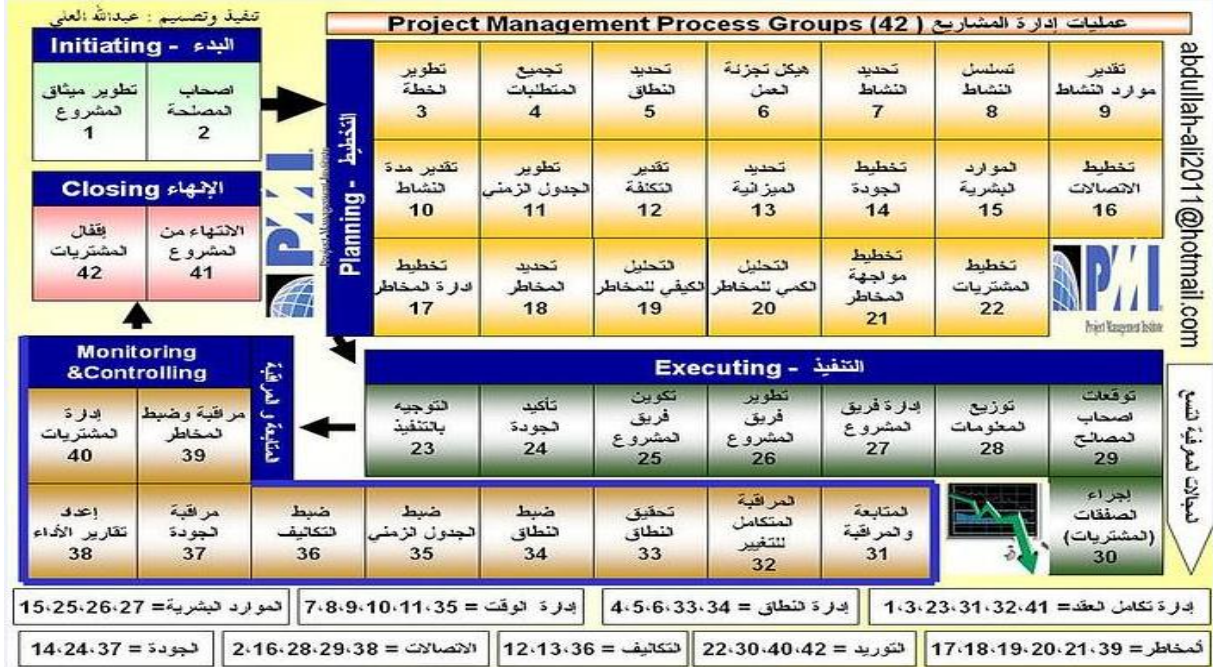 تنفيذ وتصميم : عبدالله العلي
عمليات إدارة المشاريع ( 42 ) Project Management Process Groups
abdullah-ali2011@hotmail.com
Initiating - البدء
تطوير ميثاق
المشروع
1
اصحاب
المصلحة
2
Closing الإنهاء
الانتهاء من
المشروع
41
إقفال
المشتريات
42
PMI
Project Management Institute
Planning - التخطيط
تطوير
الخطة
3
تجميع
المتطلبات
4
تحديد
النطاق
5
هيكل تجزئة
العمل
6
تحديد
النشاط
7
تسلسل
النشاط
8
تقدير
موارد النشاط
9
تقدير مدة
النشاط
10
تطوير
الجدول الزمني
11
تقدير
التكلفة
12
تحديد
الميزانية
13
تخطيط
الجودة
14
الموارد
البشرية
15
تخطيط
الاتصالات
16
تخطيط
ادارة المخاطر
17
تحديد
المخاطر
18
التحليل
الكيفي للمخاطر
19
التحليل
الكمي للمخاطر
20
تخطيط
مواجهة
المخاطر
21
تخطيط
المشتريات
22
PMI
Project Management Institute
Executing - التنفيذ
التوجيه
بالتنفيذ
23
تأكيد
الجودة
24
تكوين
فريق
المشروع
25
تطوير
فريق
المشروع
26
إدارة فريق
المشروع
27
توزيع
المعلومات
28
توقعات
اصحاب
المصالح
29
إجراء
الصفقات
(المشتريات)
30
Monitoring
&Controlling
المتابعة و المراقبة
المتابعة
والمراقبة
31
المراقبة
المتكامل
للتغيير
32
تحقيق
النطاق
33
ضبط
النطاق
34
ضبط
الجدول الزمني
35
ضبط
التكاليف
36
مراقبة
الجودة
37
إعداد
تقارير الأداء
38
مراقبة وضبط
المخاطر
39
إدارة
المشتريات
40
لمجالات لمعرفية التسع
إدارة تكامل العقد= 1،3،23،31،32،41
إدارة النطاق = 4،5،6،33،34
إدارة الوقت = 7،8،9،10،11،35
الموارد البشرية= 15،25،26،27
ألمخاطر= 17،18،19،20،21،39
التوريد = 22،30،40،42
التكاليف = 12،13،36
الاتصالات = 2،16،28،29،38
الجودة = 14،24،37